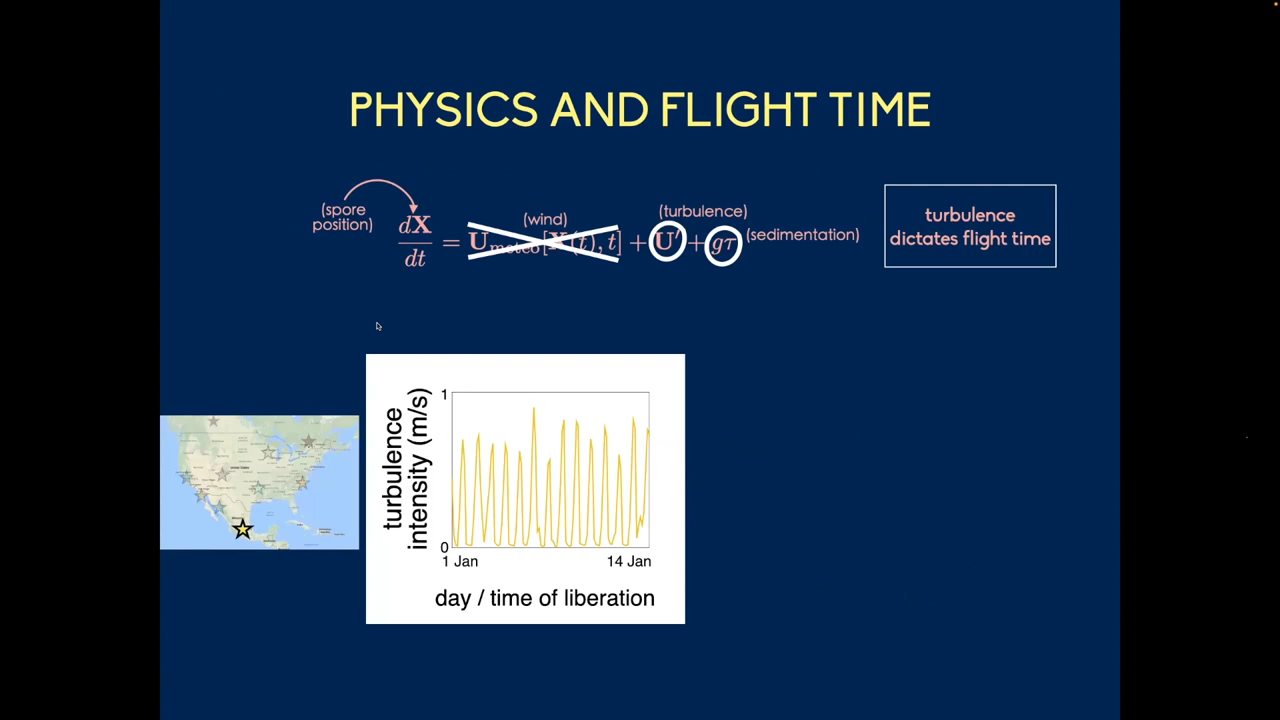 PHYSICS AND FLIGHT TIME
(spore
position)
(wind)
(turbulence)
(sedimentation)
dX
dt
= U_meteo[X(t), t] + U′ + gτ
turbulence
dictates flight time
turbulence
intensity (m/s)
1
0
1 Jan
14 Jan
day / time of liberation